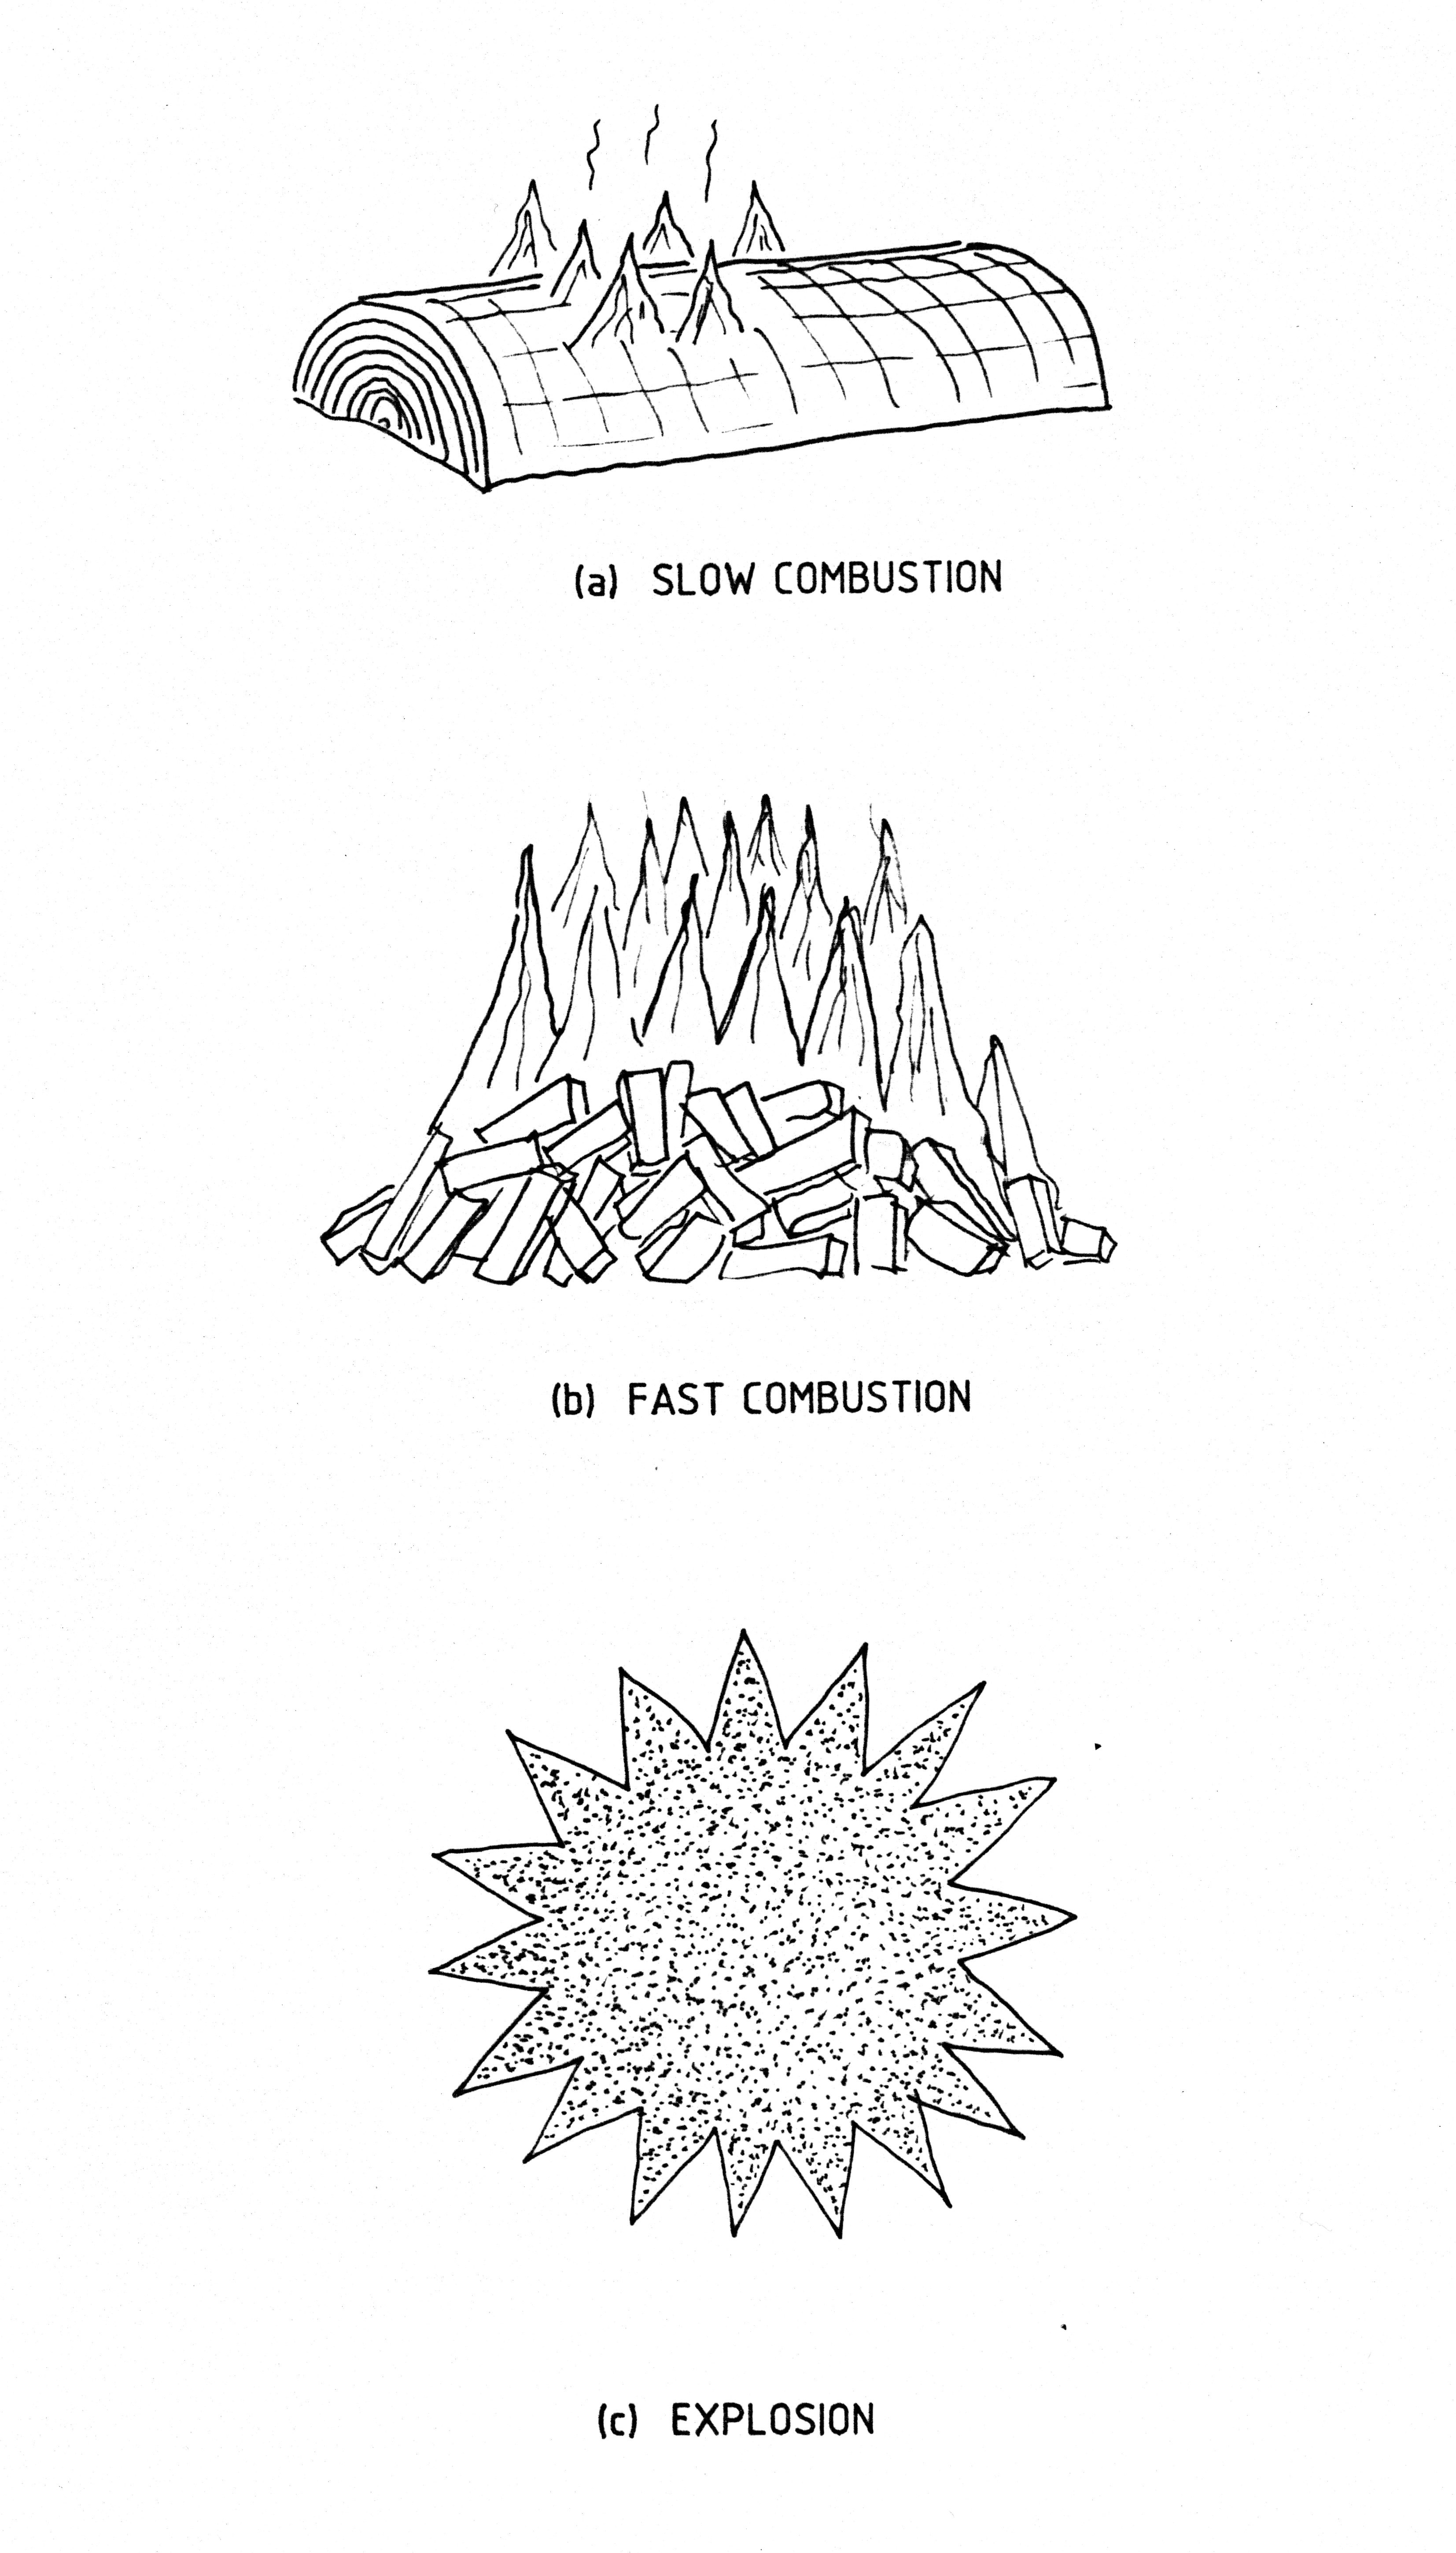 (a) SLOW COMBUSTION
(b) FAST COMBUSTION
(c) EXPLOSION